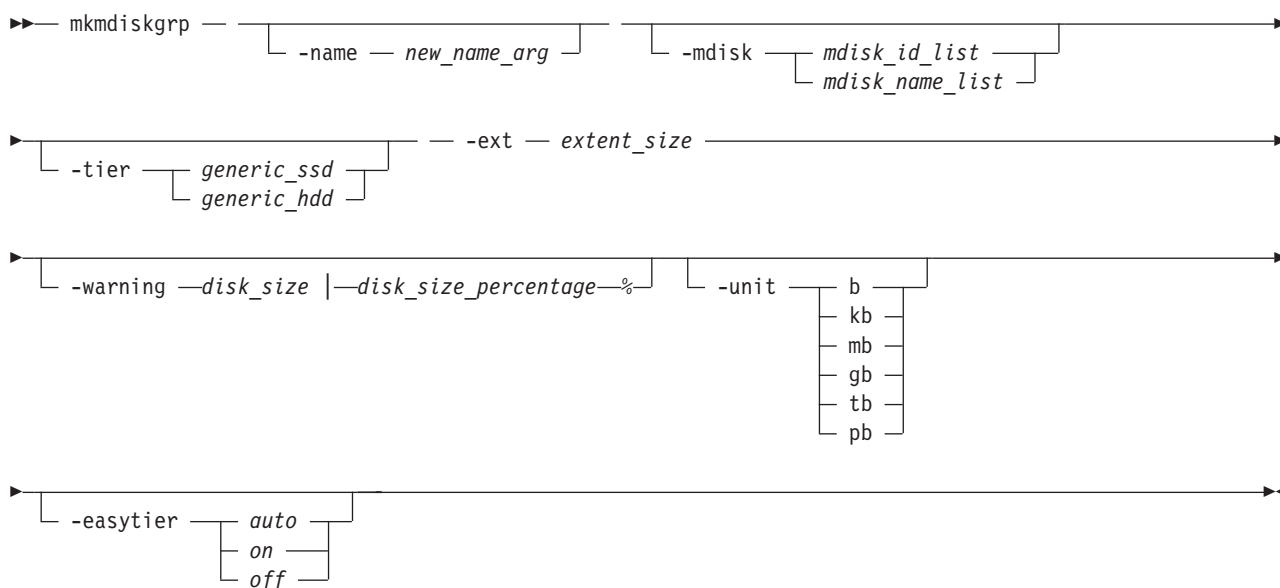 mkmdiskgrp
-name new_name_arg
-mdisk mdisk_id_list
mdisk_name_list
-tier generic_ssd
generic_hdd
-ext extent_size
-warning disk_size | disk_size_percentage %
-unit b
kb
mb
gb
tb
pb
-easytier auto
on
off